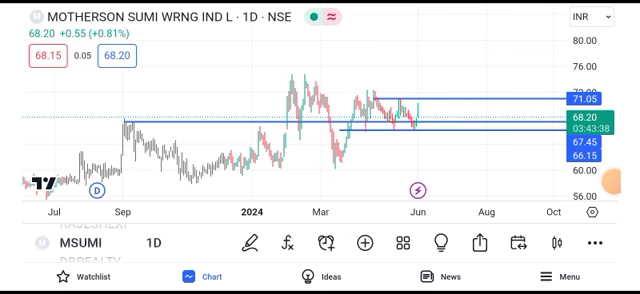 M MOTHERSON SUMI WRNG IND L · 1D · NSE
INR
68.20 +0.55 (+0.81%)
68.15 0.05 68.20
80.00
76.00
72.00
71.05
68.20
03:43:38
67.45
66.15
60.00
56.00
D
Jul Sep 2024 Mar Jun Aug Oct
M MSUMI 1D
Watchlist Chart Ideas News Menu